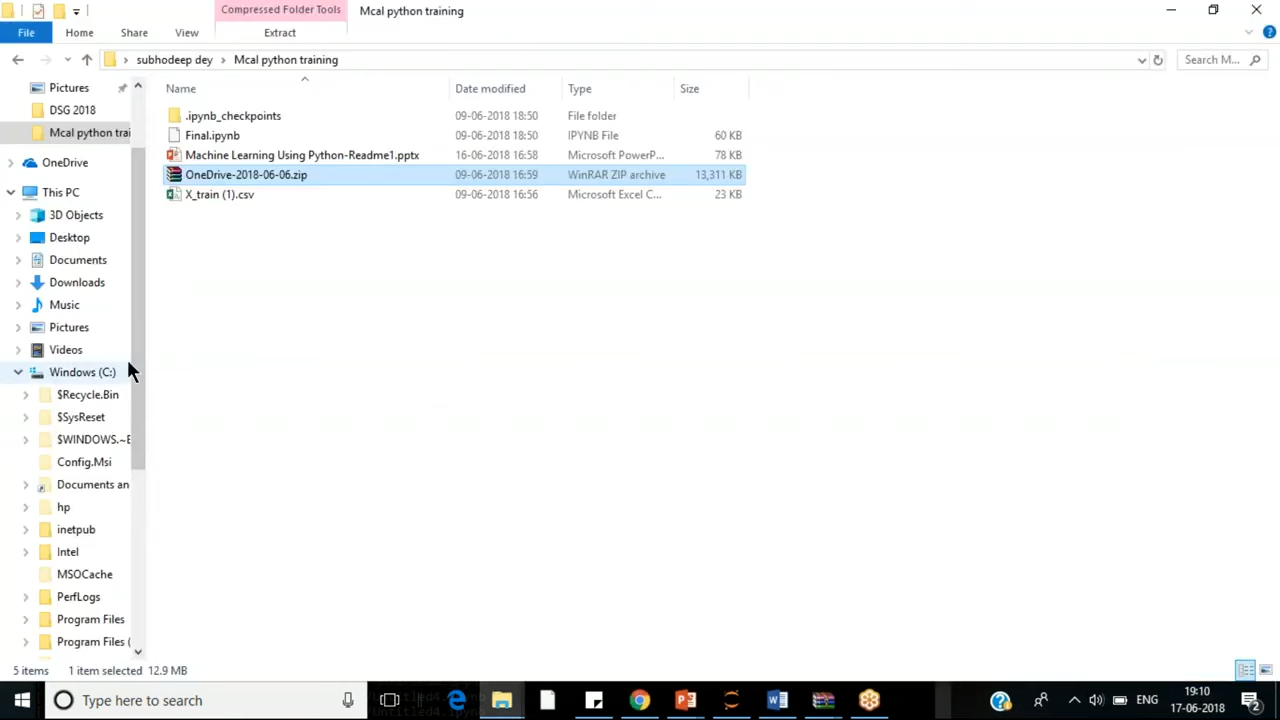 Compressed Folder Tools
Mcal python training
File
Home
Share
View
Extract
subhodeep dey
Mcal python training
Search M...
Name
Date modified
Type
Size
.ipynb_checkpoints
09-06-2018 18:50
File folder
Final.ipynb
09-06-2018 18:50
IPYNB File
60 KB
Machine Learning Using Python-Readme1.pptx
16-06-2018 16:58
Microsoft PowerP...
78 KB
OneDrive-2018-06-06.zip
09-06-2018 16:59
WinRAR ZIP archive
13,311 KB
X_train (1).csv
09-06-2018 16:56
Microsoft Excel C...
23 KB
Pictures
DSG 2018
Mcal python trai
OneDrive
This PC
3D Objects
Desktop
Documents
Downloads
Music
Pictures
Videos
Windows (C:)
$Recycle.Bin
$SysReset
$WINDOWS.~E
Config.Msi
Documents an
hp
inetpub
Intel
MSOCache
PerfLogs
Program Files
Program Files (
5 items
1 item selected 12.9 MB
Type here to search
ENG
19:10
17-06-2018
2